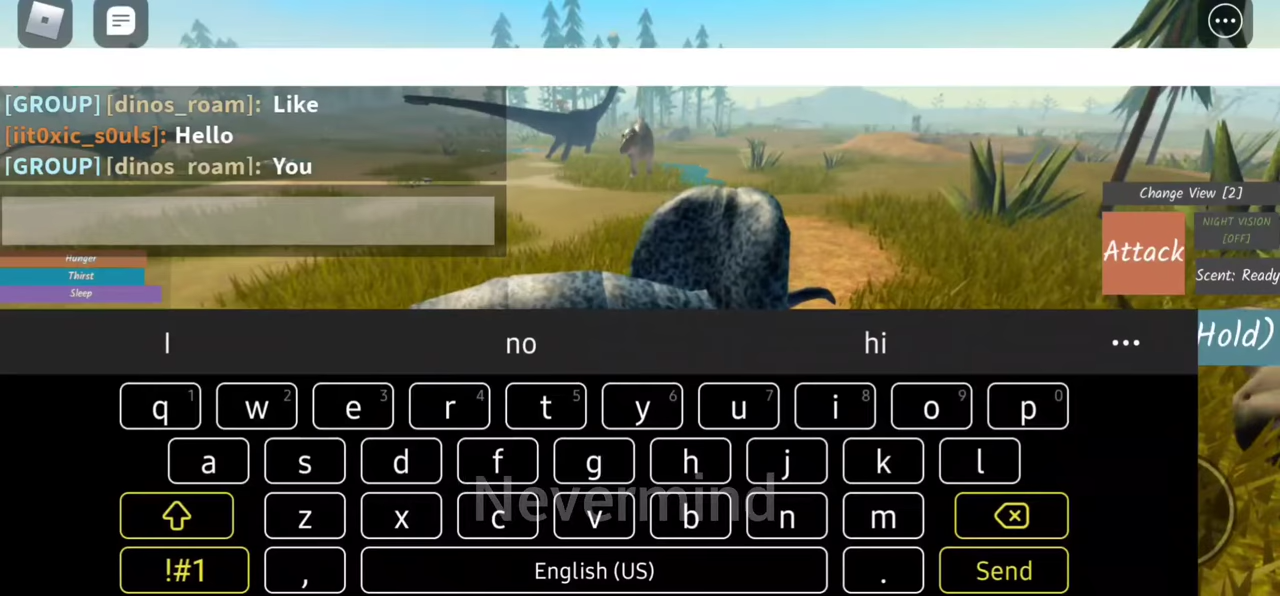 [GROUP] [dinos_roam]: Like
[iit0xic_s0uls]: Hello
[GROUP] [dinos_roam]: You
Hunger
Thirst
Sleep
Change View [2]
Attack
NIGHT VISION
[OFF]
Scent: Ready
Hold)
I no hi ...
q 1 w 2 e 3 r 4 t 5 y 6 u 7 i 8 o 9 p 0
a s d f g h j k l
Nevermind
z x c v b n m
!#1 , English (US) . Send